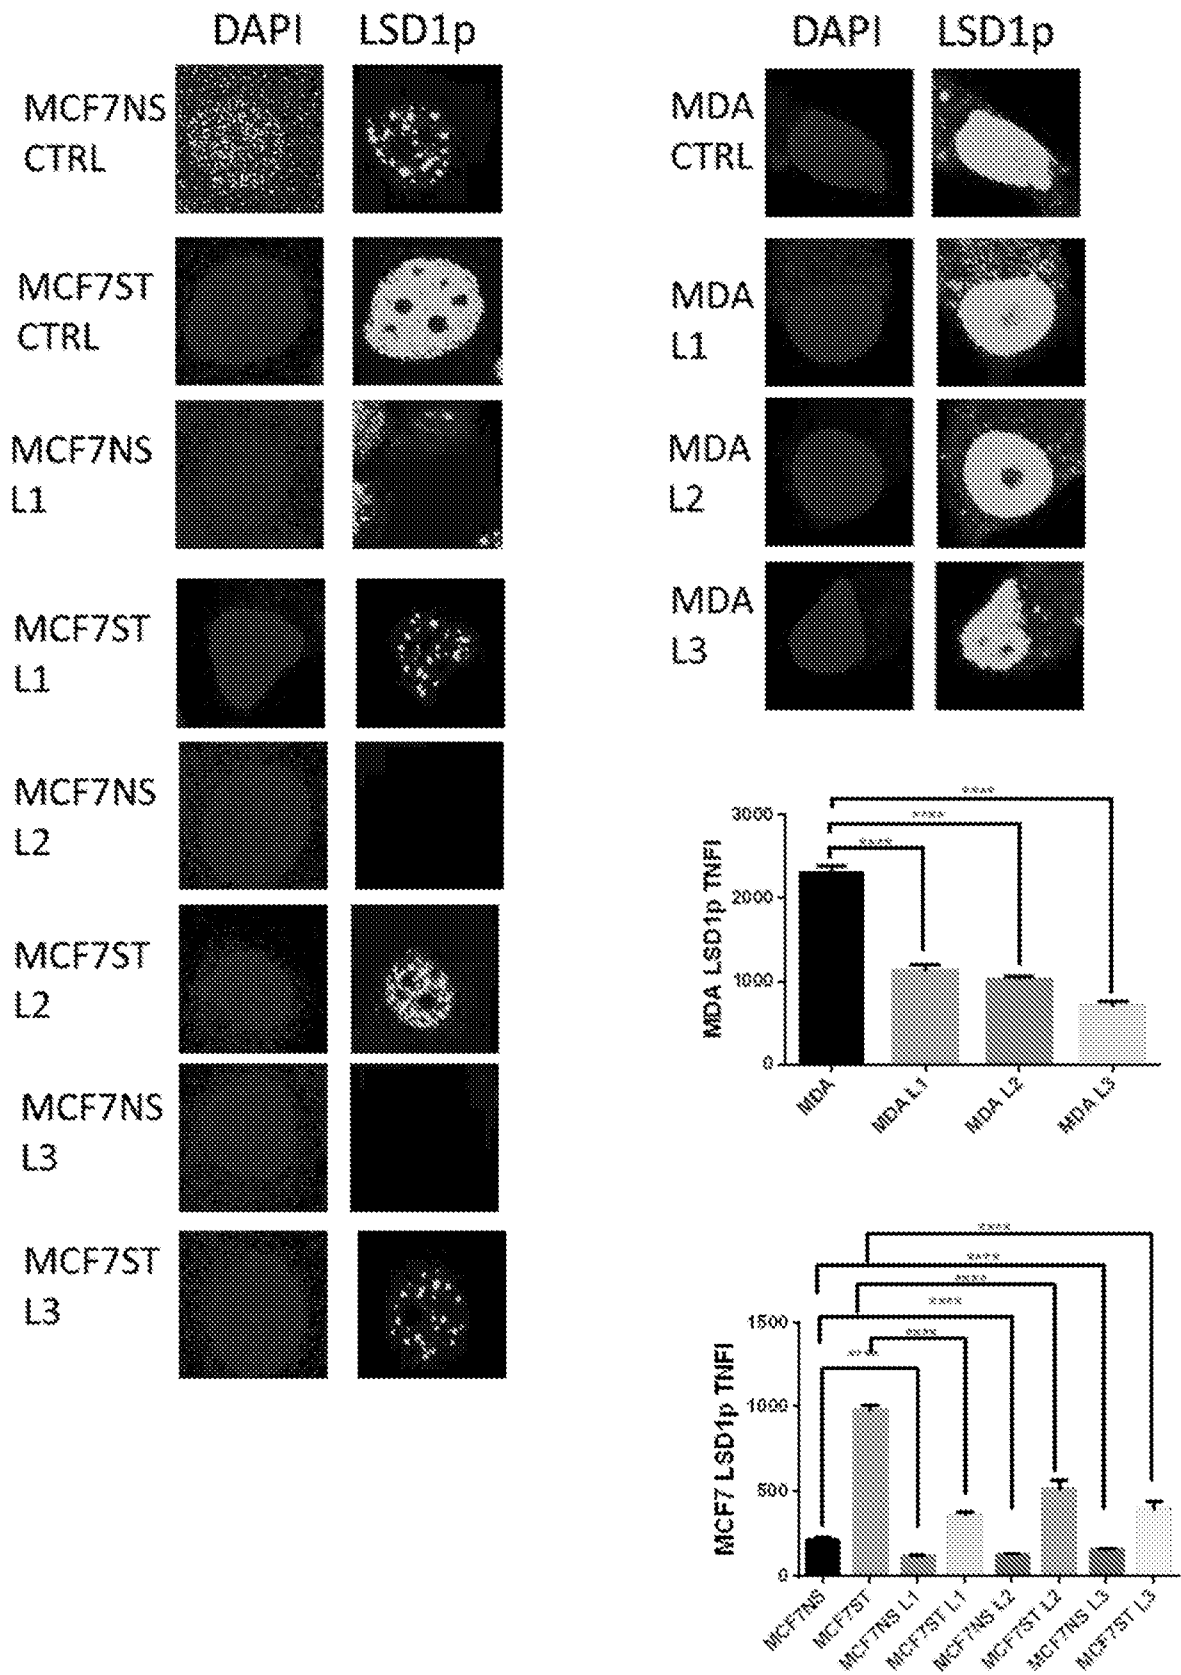 DAPI LSD1p
MCF7NS
CTRL
MCF7ST
CTRL
MCF7NS
L1
MCF7ST
L1
MCF7NS
L2
MCF7ST
L2
MCF7NS
L3
MCF7ST
L3
DAPI LSD1p
MDA
CTRL
MDA
L1
MDA
L2
MDA
L3
MDA LSD1p TNFI
3000
2000
1000
0
****
****
****
MDA
MDA L1
MDA L2
MDA L3
MCF7 LSD1p TNFI
1500
1000
500
0
****
****
****
****
****
****
MCF7NS
MCF7ST
MCF7NS L1
MCF7ST L1
MCF7NS L2
MCF7ST L2
MCF7NS L3
MCF7ST L3